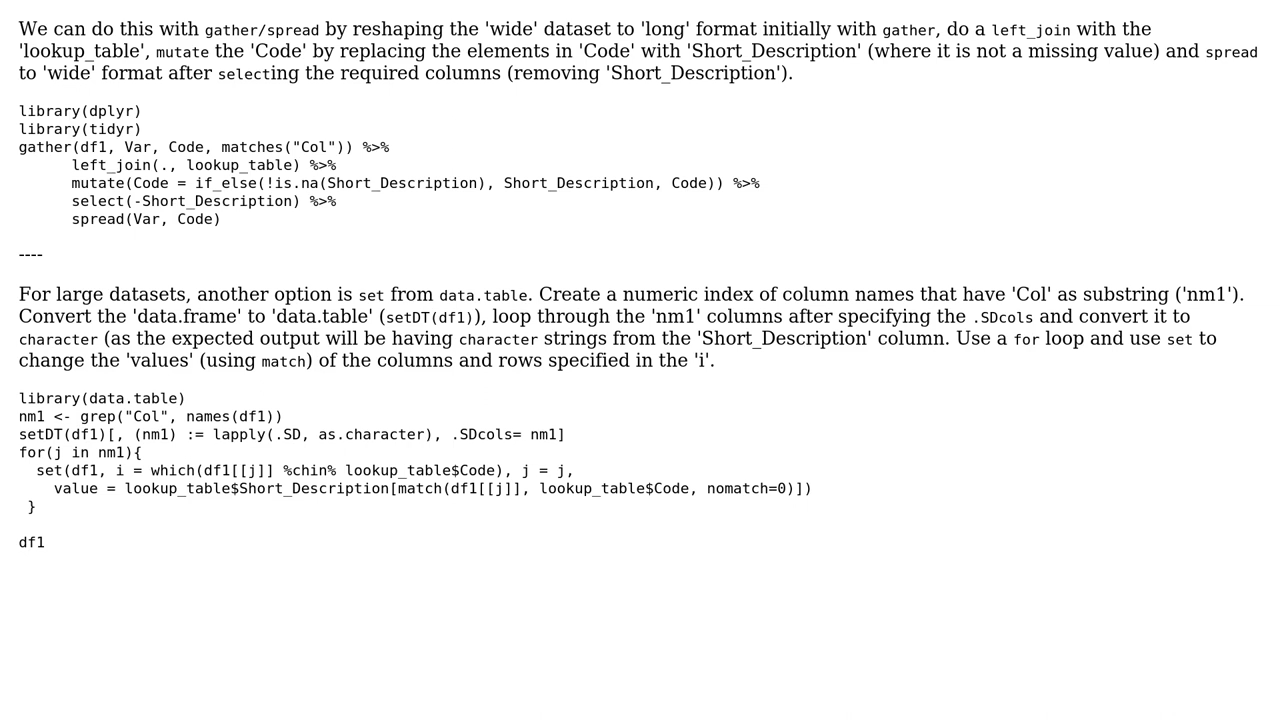 We can do this with gather/spread by reshaping the 'wide' dataset to 'long' format initially with gather, do a left_join with the
'lookup_table', mutate the 'Code' by replacing the elements in 'Code' with 'Short_Description' (where it is not a missing value) and spread
to 'wide' format after selecting the required columns (removing 'Short_Description').
library(dplyr)
library(tidyr)
gather(df1, Var, Code, matches("Col")) %>%
      left_join(., lookup_table) %>%
      mutate(Code = if_else(!is.na(Short_Description), Short_Description, Code)) %>%
      select(-Short_Description) %>%
      spread(Var, Code)
----
For large datasets, another option is set from data.table. Create a numeric index of column names that have 'Col' as substring ('nm1').
Convert the 'data.frame' to 'data.table' (setDT(df1)), loop through the 'nm1' columns after specifying the .SDcols and convert it to
character (as the expected output will be having character strings from the 'Short_Description' column. Use a for loop and use set to
change the 'values' (using match) of the columns and rows specified in the 'i'.
library(data.table)
nm1 <- grep("Col", names(df1))
setDT(df1)[, (nm1) := lapply(.SD, as.character), .SDcols= nm1]
for(j in nm1){
  set(df1, i = which(df1[[j]] %chin% lookup_table$Code), j = j,
    value = lookup_table$Short_Description[match(df1[[j]], lookup_table$Code, nomatch=0)])
 }
df1